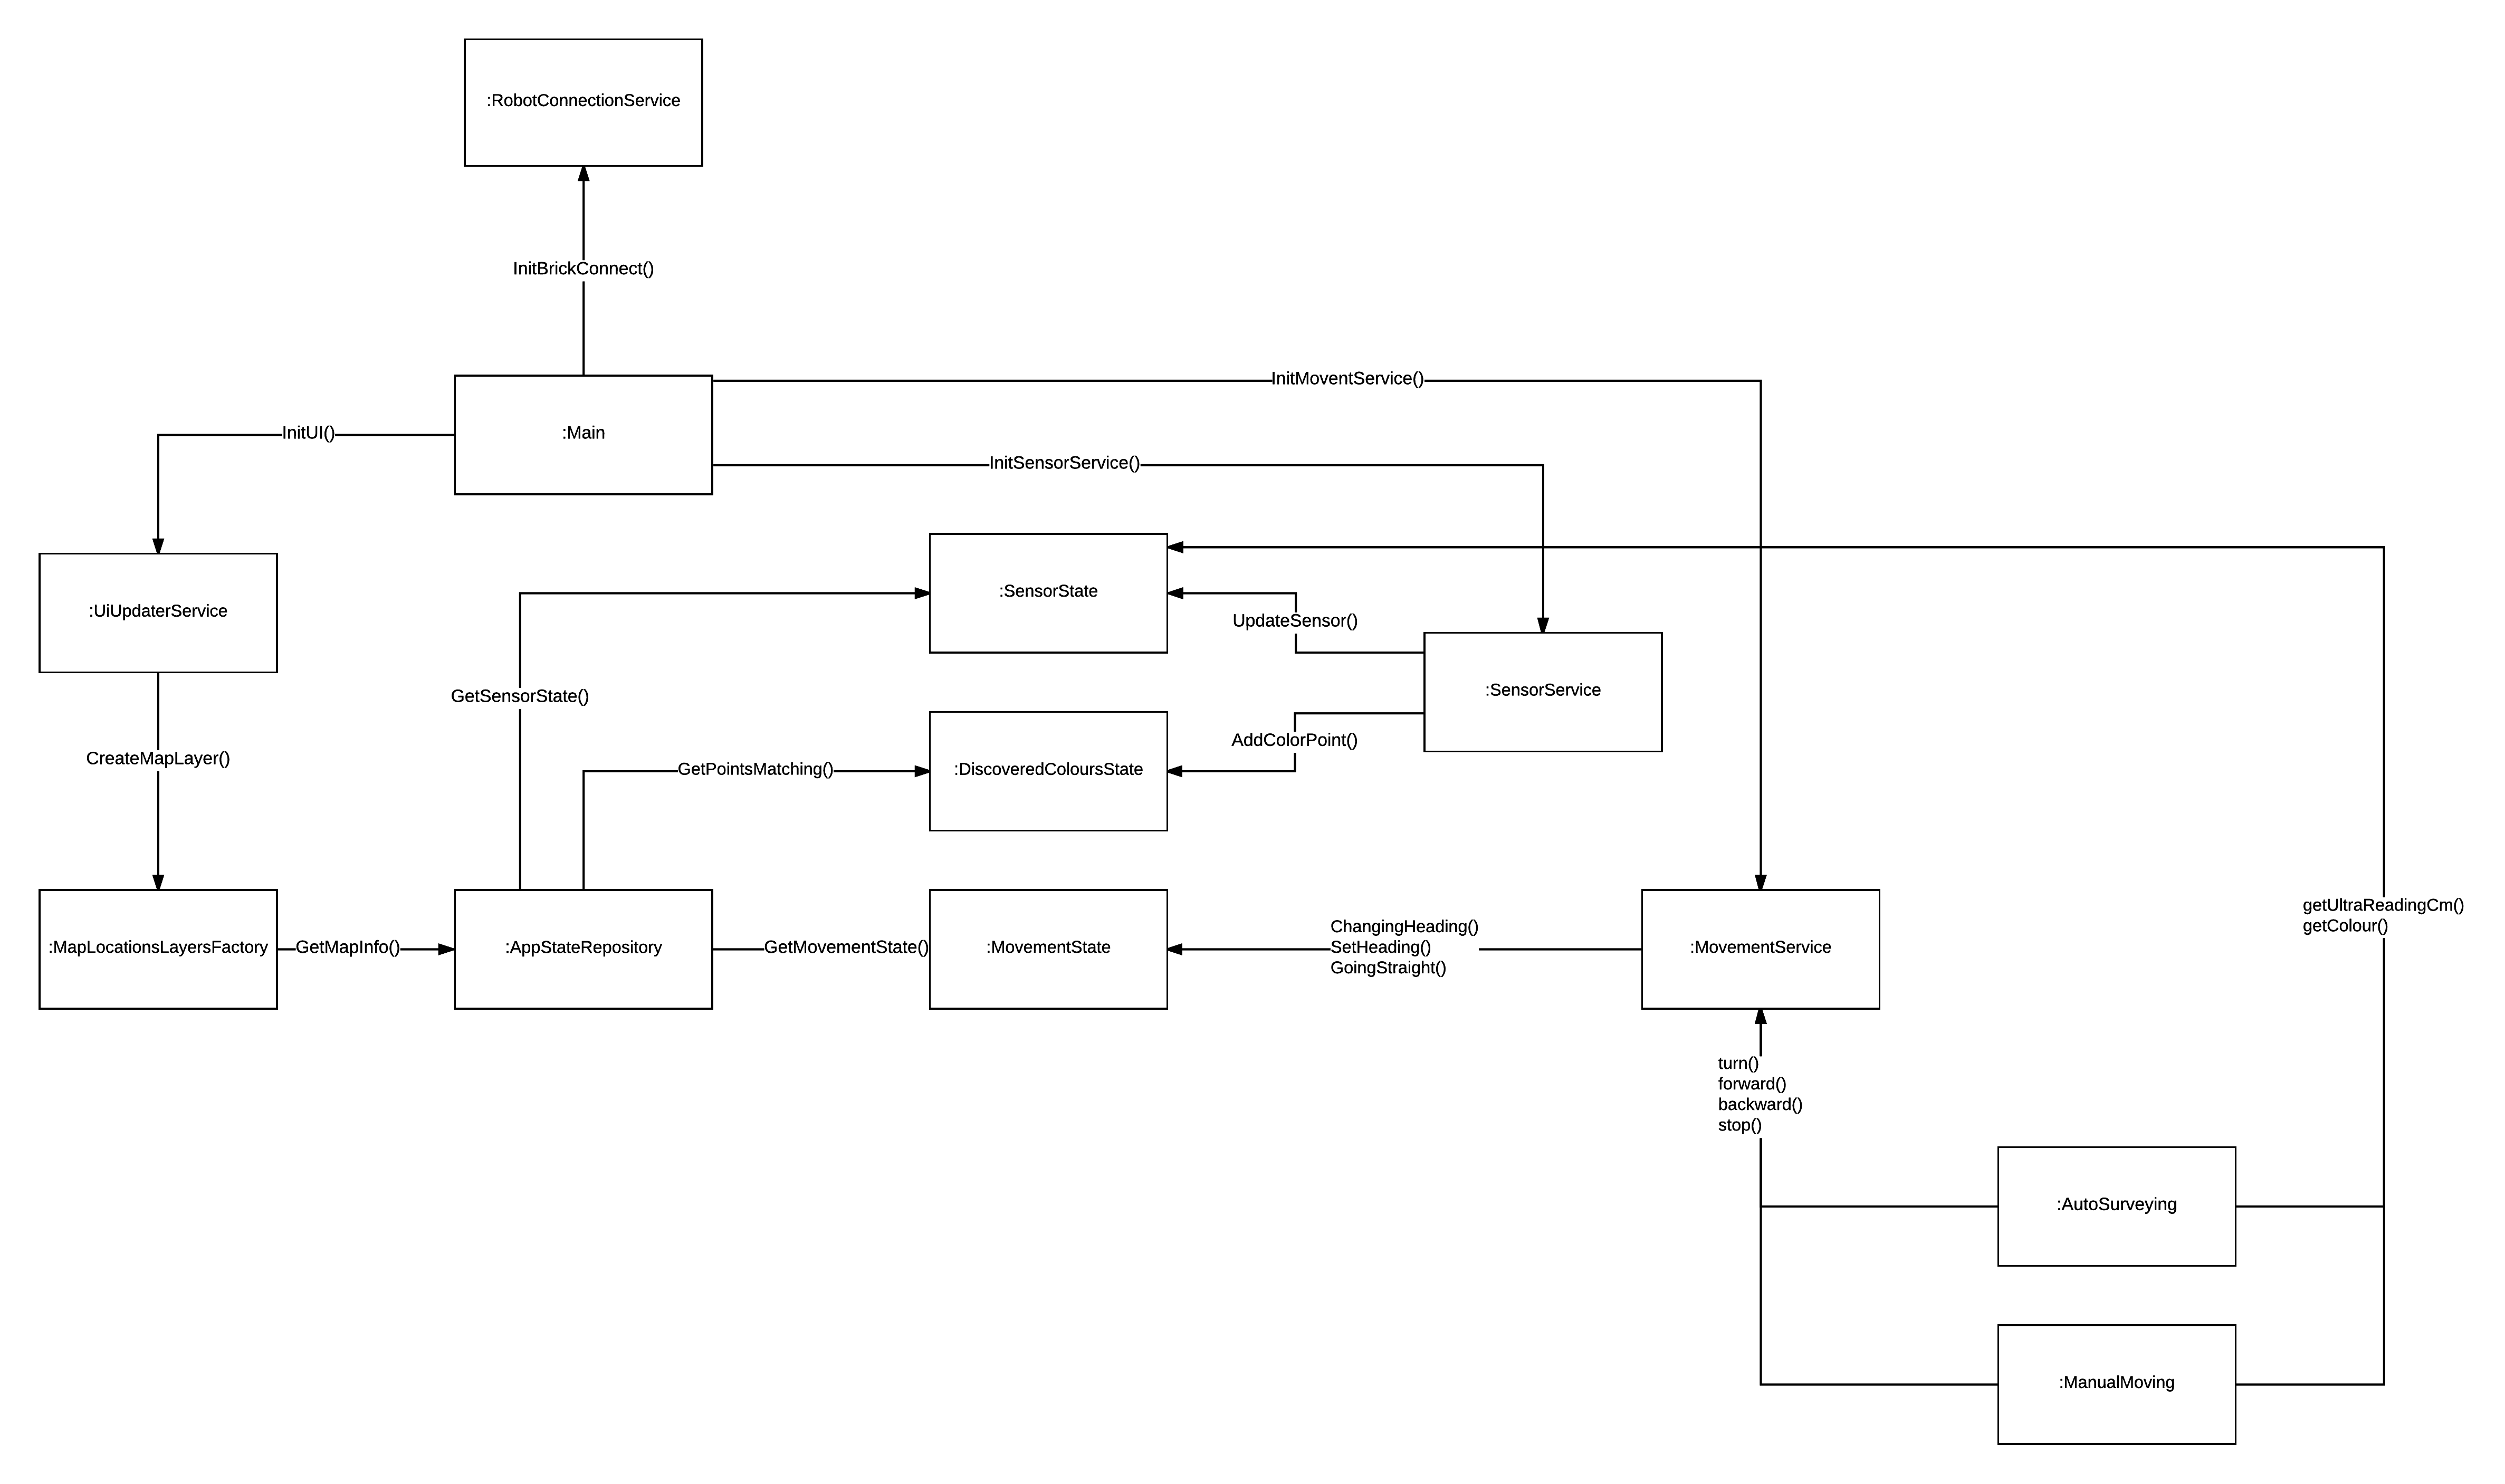 :RobotConnectionService
InitBrickConnect()
InitMoventService()
:Main
InitUI()
InitSensorService()
:SensorState
:UiUpdaterService
UpdateSensor()
:SensorService
GetSensorState()
AddColorPoint()
CreateMapLayer()
GetPointsMatching()
:DiscoveredColoursState
getUltraReadingCm()
getColour()
:MapLocationsLayersFactory
GetMapInfo()
:AppStateRepository
GetMovementState()
:MovementState
ChangingHeading()
SetHeading()
GoingStraight()
:MovementService
turn()
forward()
backward()
stop()
:AutoSurveying
:ManualMoving